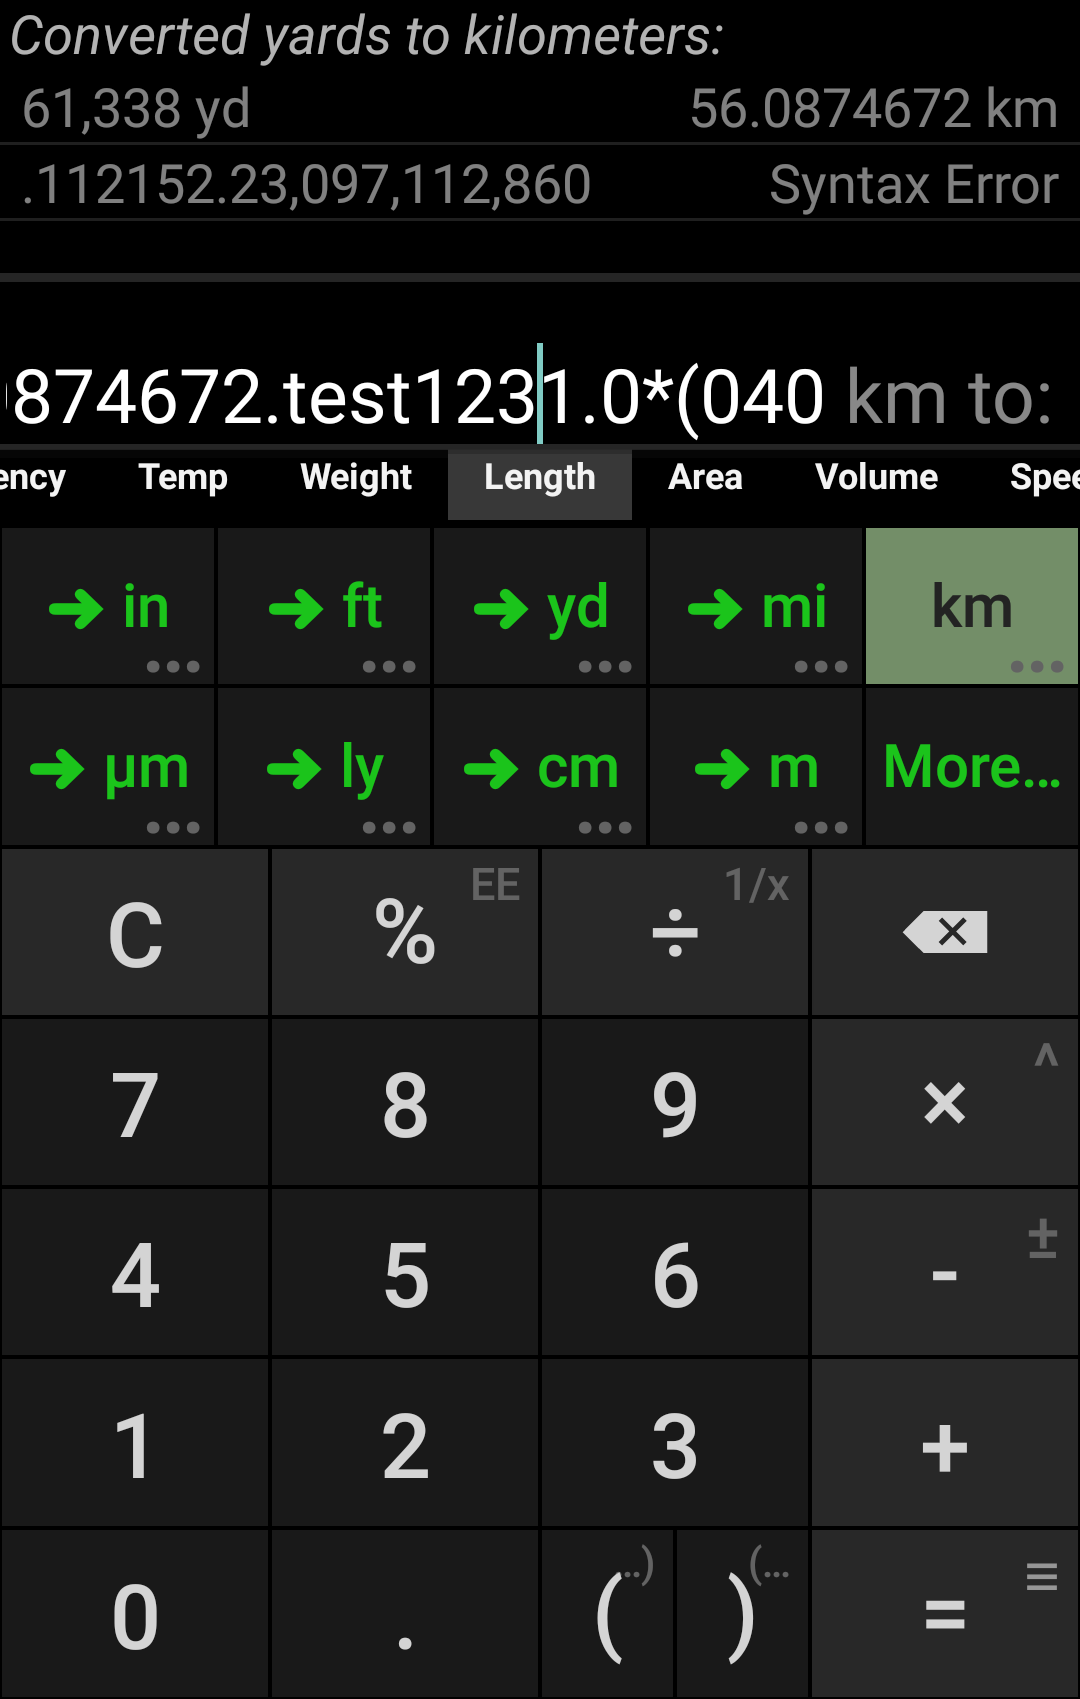 Converted yards to kilometers:
61,338 yd 56.0874672 km
.112152.23,097,112,860 Syntax Error
874672.test1231.0*(040 km to:
ency Temp Weight Length Area Volume Spee
→ in → ft → yd → mi km
→ µm → ly → cm → m More...
C % EE ÷ 1/x
7 8 9 × ^
4 5 6 - ±
1 2 3 +
0 . ( ..) ) (... = ≡